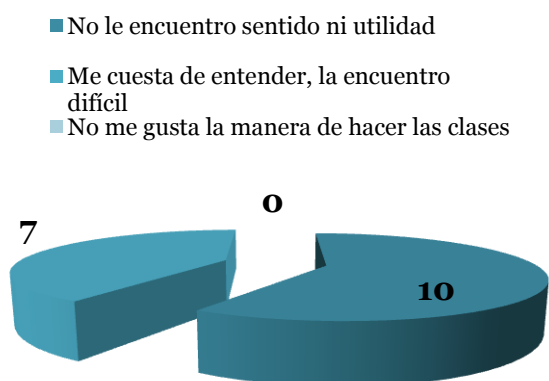 No le encuentro sentido ni utilidad
Me cuesta de entender, la encuentro
difícil
No me gusta la manera de hacer las clases
0
7
10